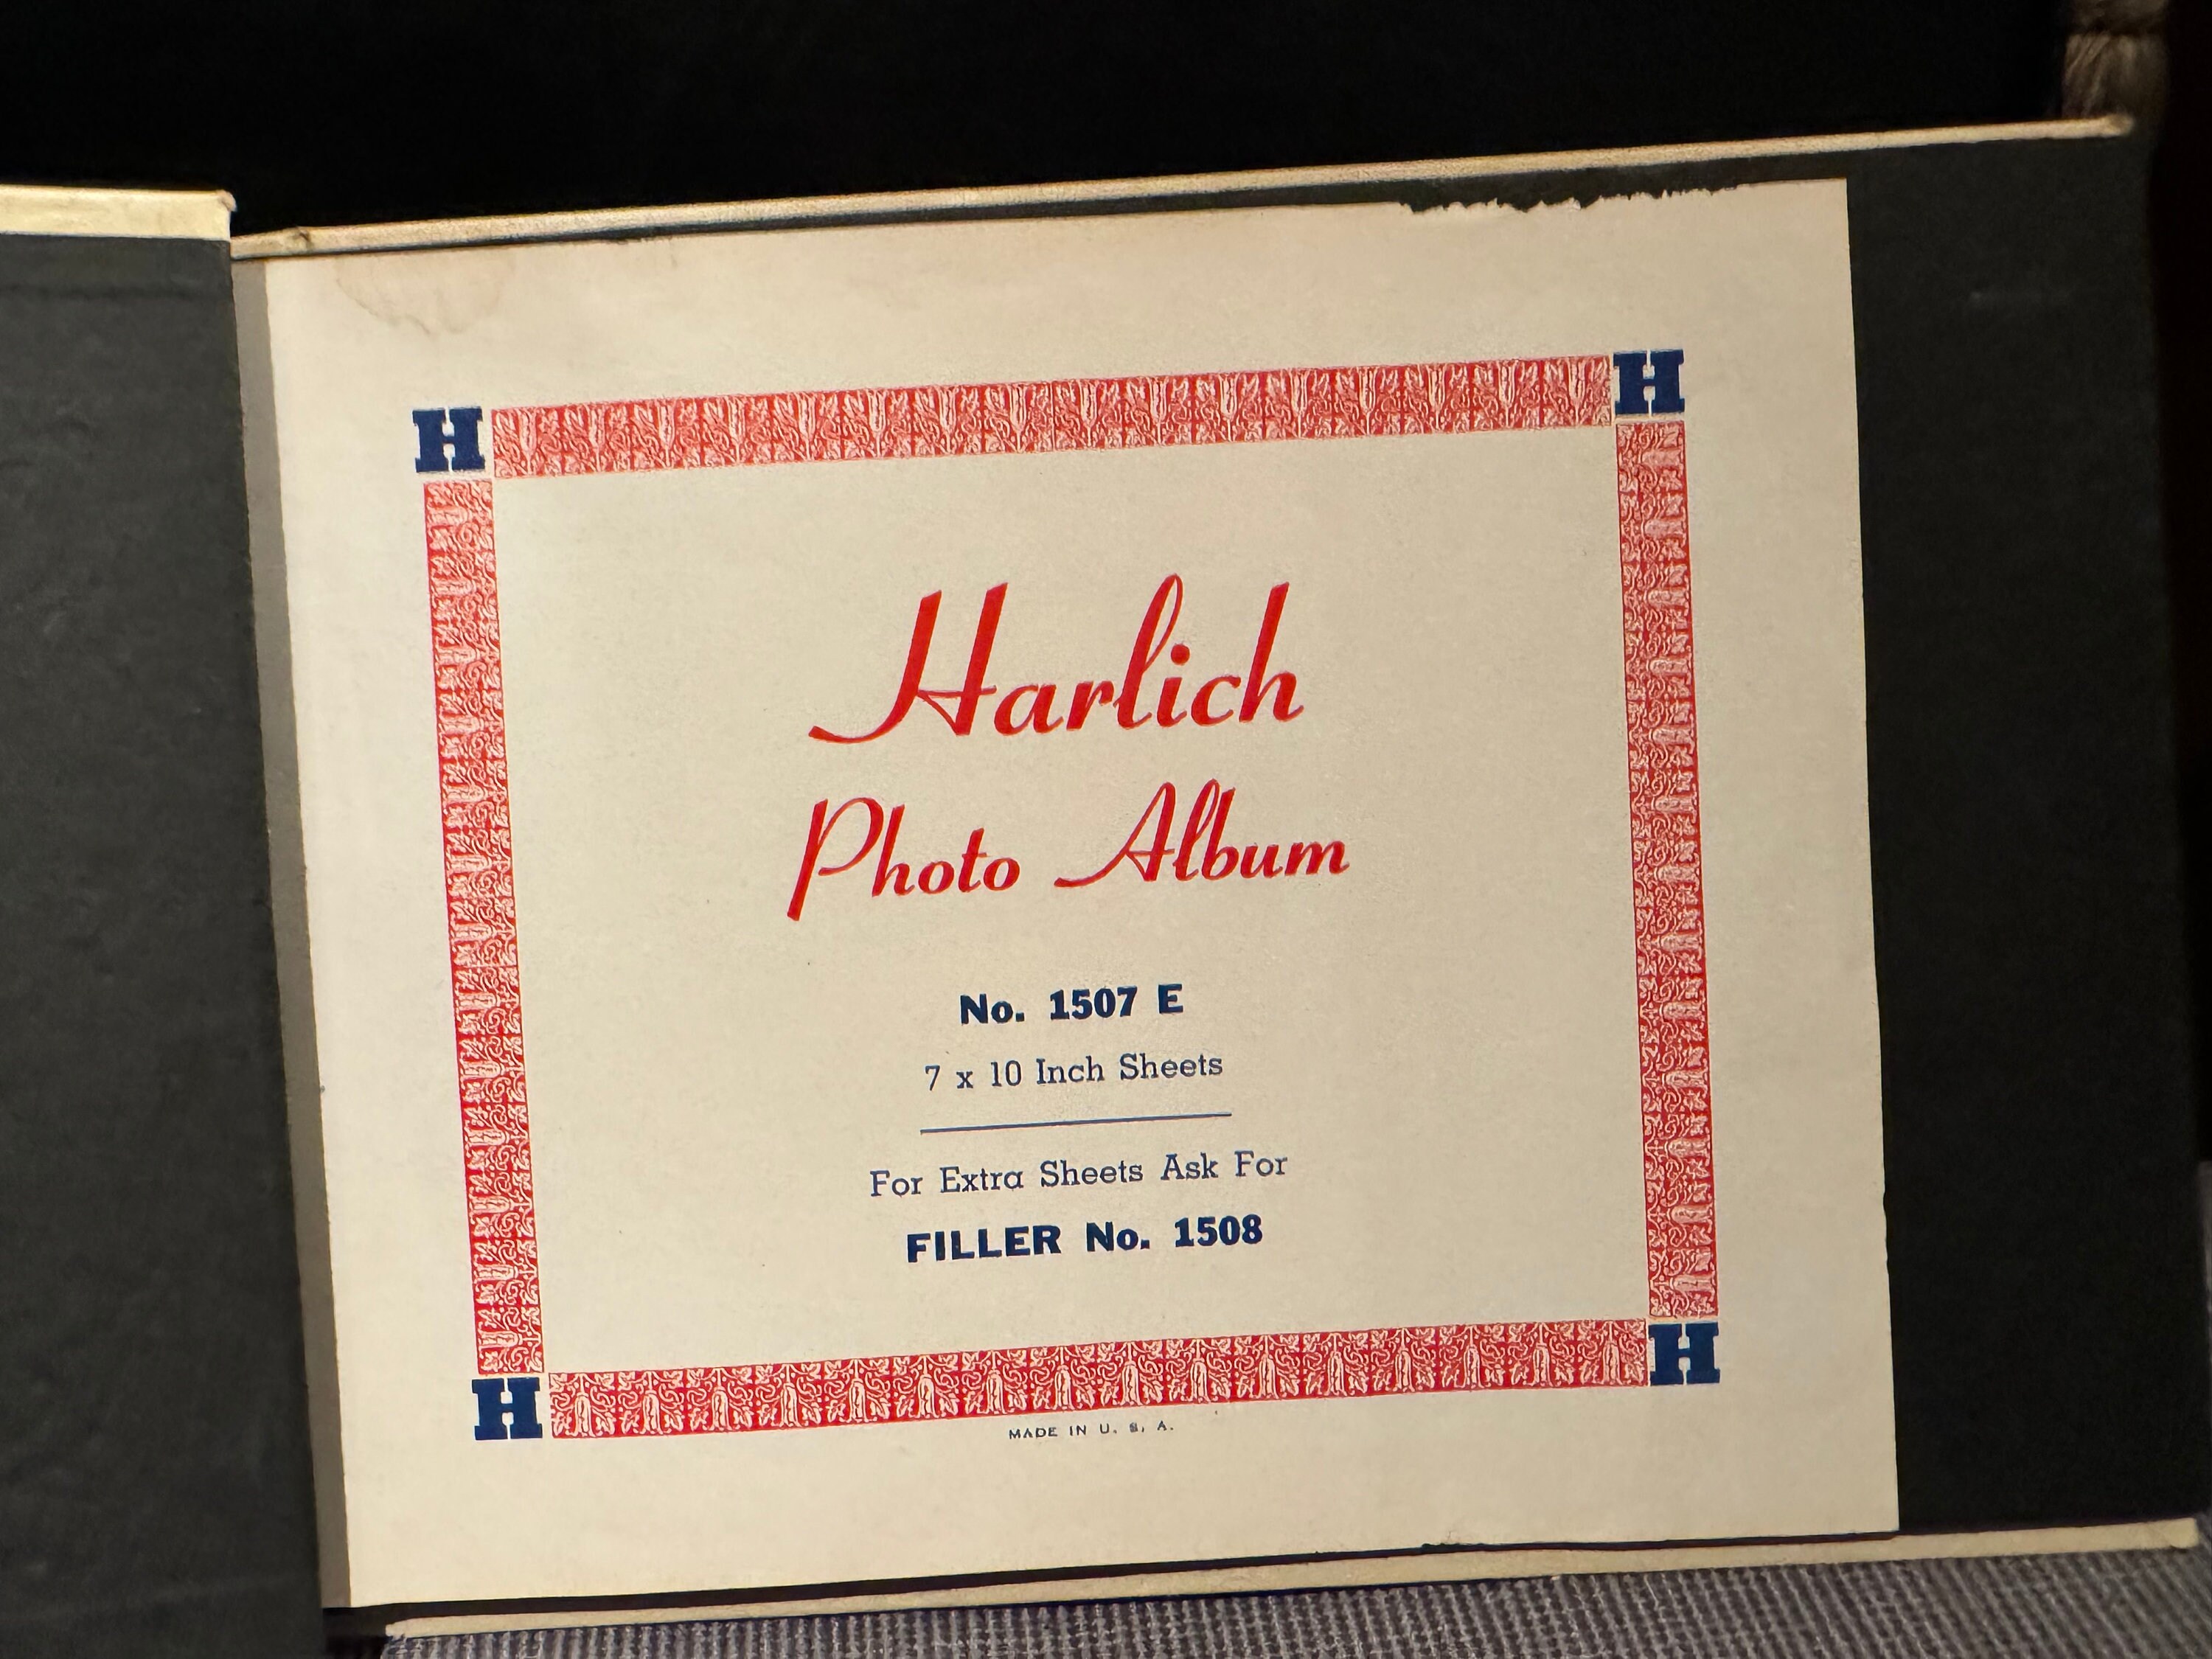 H H
Harlich
Photo Album
No. 1507 E
7 x 10 Inch Sheets
For Extra Sheets Ask For
FILLER No. 1508
H H
MADE IN U. S. A.